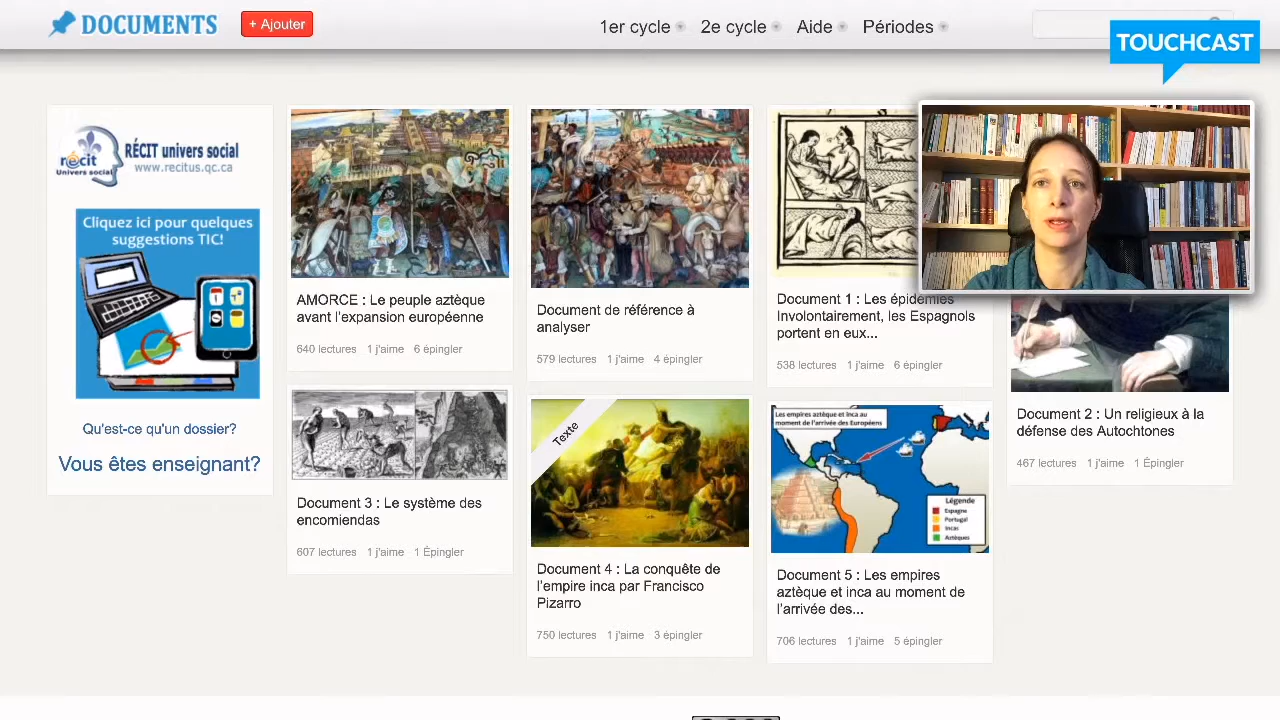 DOCUMENTS
+ Ajouter
1er cycle
2e cycle
Aide
Périodes
TOUCHCAST
récit
Univers social
RÉCIT univers social
www.recitus.qc.ca
Cliquez ici pour quelques
suggestions TIC!
Qu'est-ce qu'un dossier?
Vous êtes enseignant?
AMORCE : Le peuple aztèque
avant l'expansion européenne
640 lectures 1 j'aime 6 épingler
Document 3 : Le système des
encomiendas
607 lectures 1 j'aime 1 Épingler
Document de référence à
analyser
579 lectures 1 j'aime 4 épingler
Texte
Document 4 : La conquête de
l'empire inca par Francisco
Pizarro
750 lectures 1 j'aime 3 épingler
Document 1 : Les épidémies
Involontairement, les Espagnols
portent en eux...
538 lectures 1 j'aime 6 épingler
Les empires aztèque et inca au
moment de l'arrivée des Européens
Légende
Espagne
Portugal
Incas
Aztèques
Document 5 : Les empires
aztèque et inca au moment de
l'arrivée des...
706 lectures 1 j'aime 5 épingler
Document 2 : Un religieux à la
défense des Autochtones
467 lectures 1 j'aime 1 Épingler